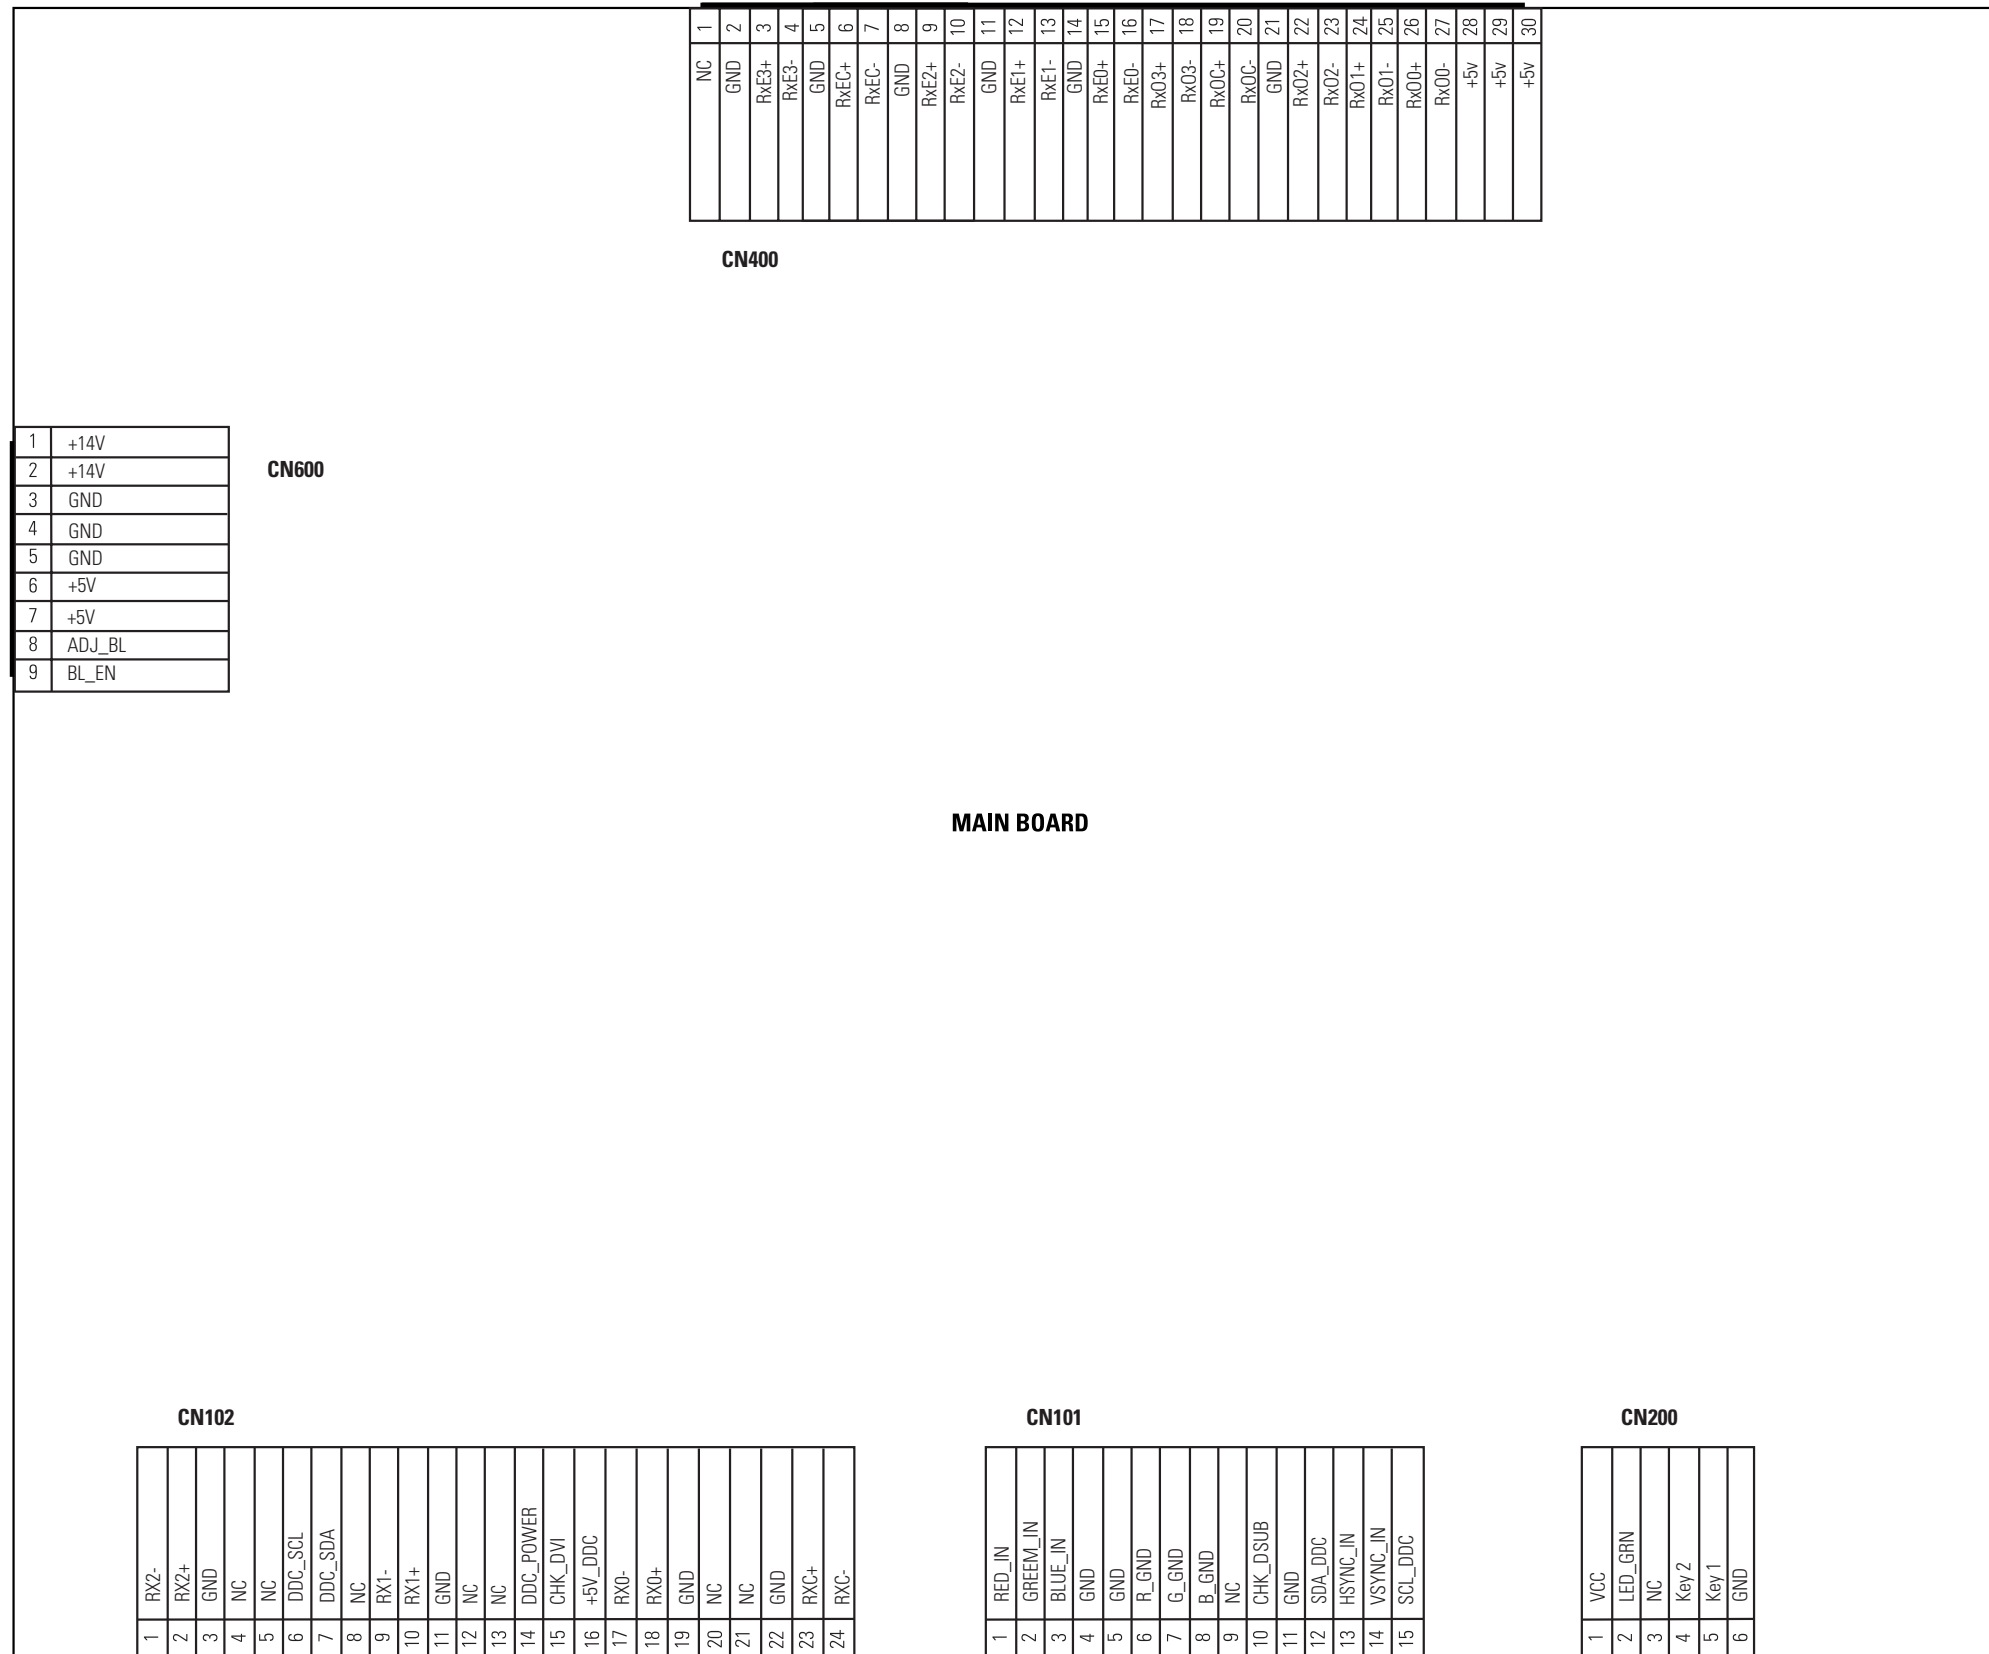 1 NC
2 GND
3 RxE3+
4 RxE3-
5 GND
6 RxEC+
7 RxEC-
8 GND
9 RxE2+
10 RxE2-
11 GND
12 RxE1+
13 RxE1-
14 GND
15 RxE0+
16 RxE0-
17 RxO3+
18 RxO3-
19 RxOC+
20 RxOC-
21 GND
22 RxO2+
23 RxO2-
24 RxO1+
25 RxO1-
26 RxO0+
27 RxO0-
28 +5v
29 +5v
30 +5v
CN400
1 +14V
2 +14V
3 GND
4 GND
5 GND
6 +5V
7 +5V
8 ADJ_BL
9 BL_EN
CN600
MAIN BOARD
CN102
1 RX2-
2 RX2+
3 GND
4 NC
5 NC
6 DDC_SCL
7 DDC_SDA
8 NC
9 RX1-
10 RX1+
11 GND
12 NC
13 NC
14 DDC_POWER
15 CHK_DVI
16 +5V_DDC
17 RX0-
18 RX0+
19 GND
20 NC
21 NC
22 GND
23 RXC+
24 RXC-
CN101
1 RED_IN
2 GREEM_IN
3 BLUE_IN
4 GND
5 GND
6 R_GND
7 G_GND
8 B_GND
9 NC
10 CHK_DSUB
11 GND
12 SDA_DDC
13 HSYNC_IN
14 VSYNC_IN
15 SCL_DDC
CN200
1 VCC
2 LED_GRN
3 NC
4 Key 2
5 Key 1
6 GND